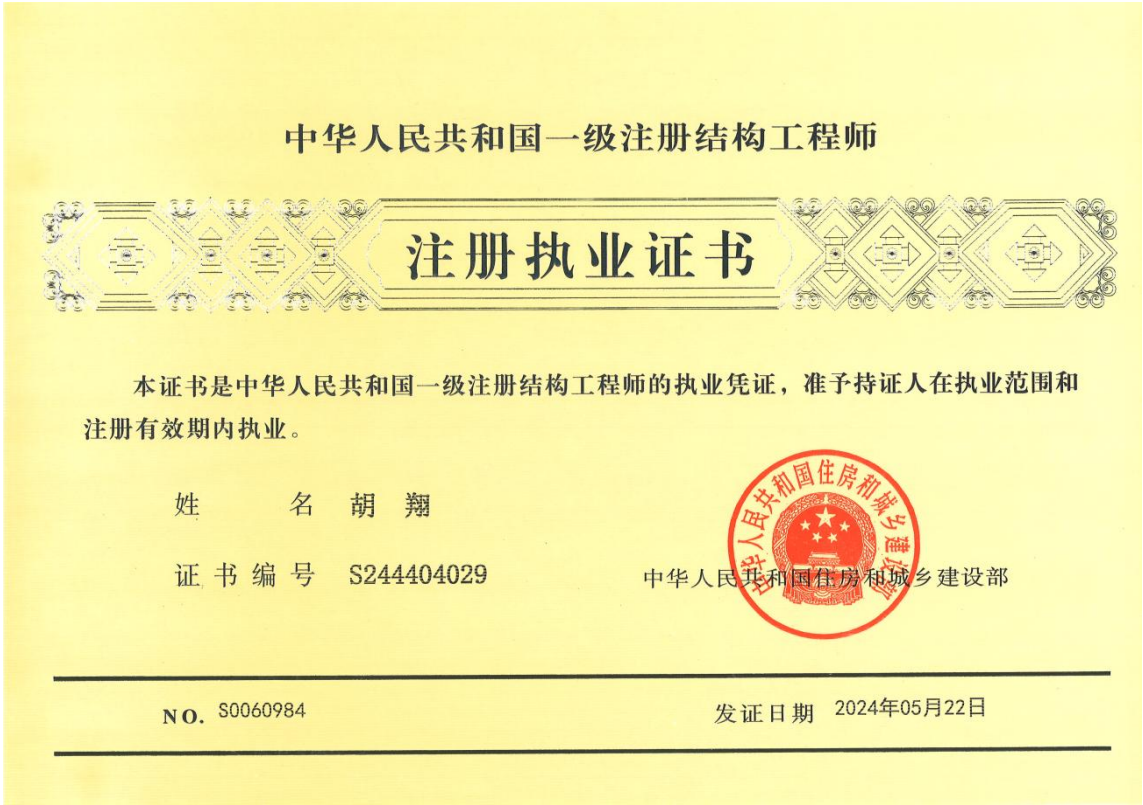 中华人民共和国一级注册结构工程师
注册执业证书
本证书是中华人民共和国一级注册结构工程师的执业凭证，准予持证人在执业范围和
注册有效期内执业。
姓 名 胡 翔
证书编号 S244404029
中华人民共和国住房和城乡建设部
中华人民共和国住房和城乡建设部
NO. S0060984
发证日期 2024年05月22日